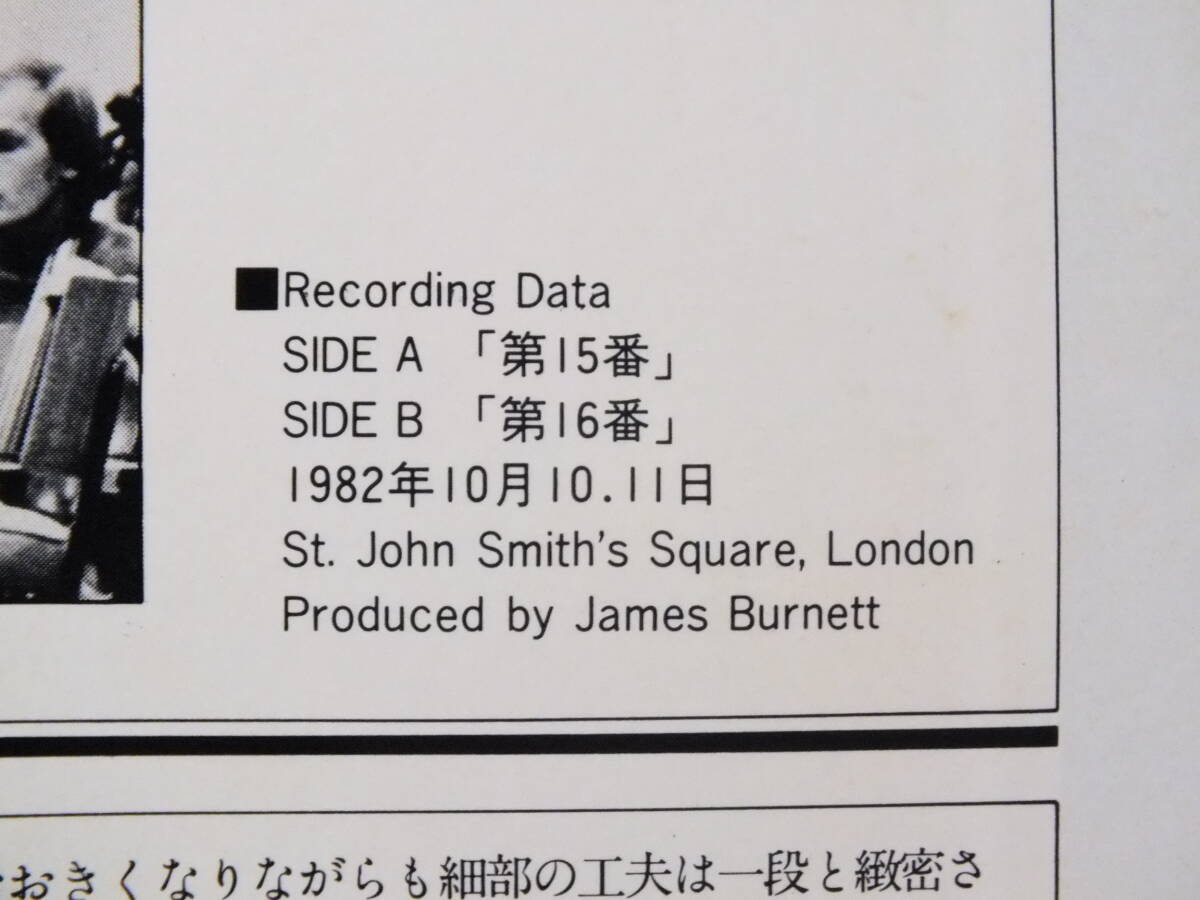 ■Recording Data
SIDE A 「第15番」
SIDE B 「第16番」
1982年10月10.11日
St. John Smith's Square, London
Produced by James Burnett
おきくなりながらも細部の工夫は一段と緻密さ